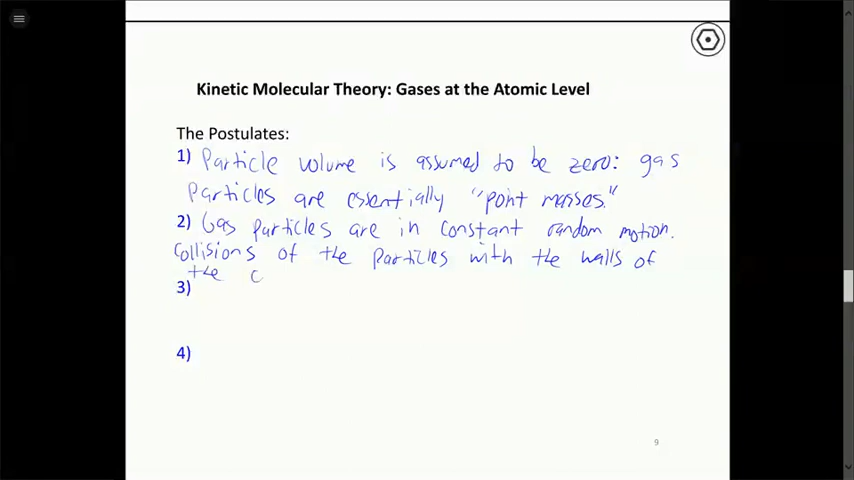 Kinetic Molecular Theory: Gases at the Atomic Level
The Postulates:
1) Particle volume is assumed to be zero: gas
particles are essentially "point masses."
2) Gas particles are in constant random motion.
Collisions of the particles with the walls of
the c
3)
4)
9